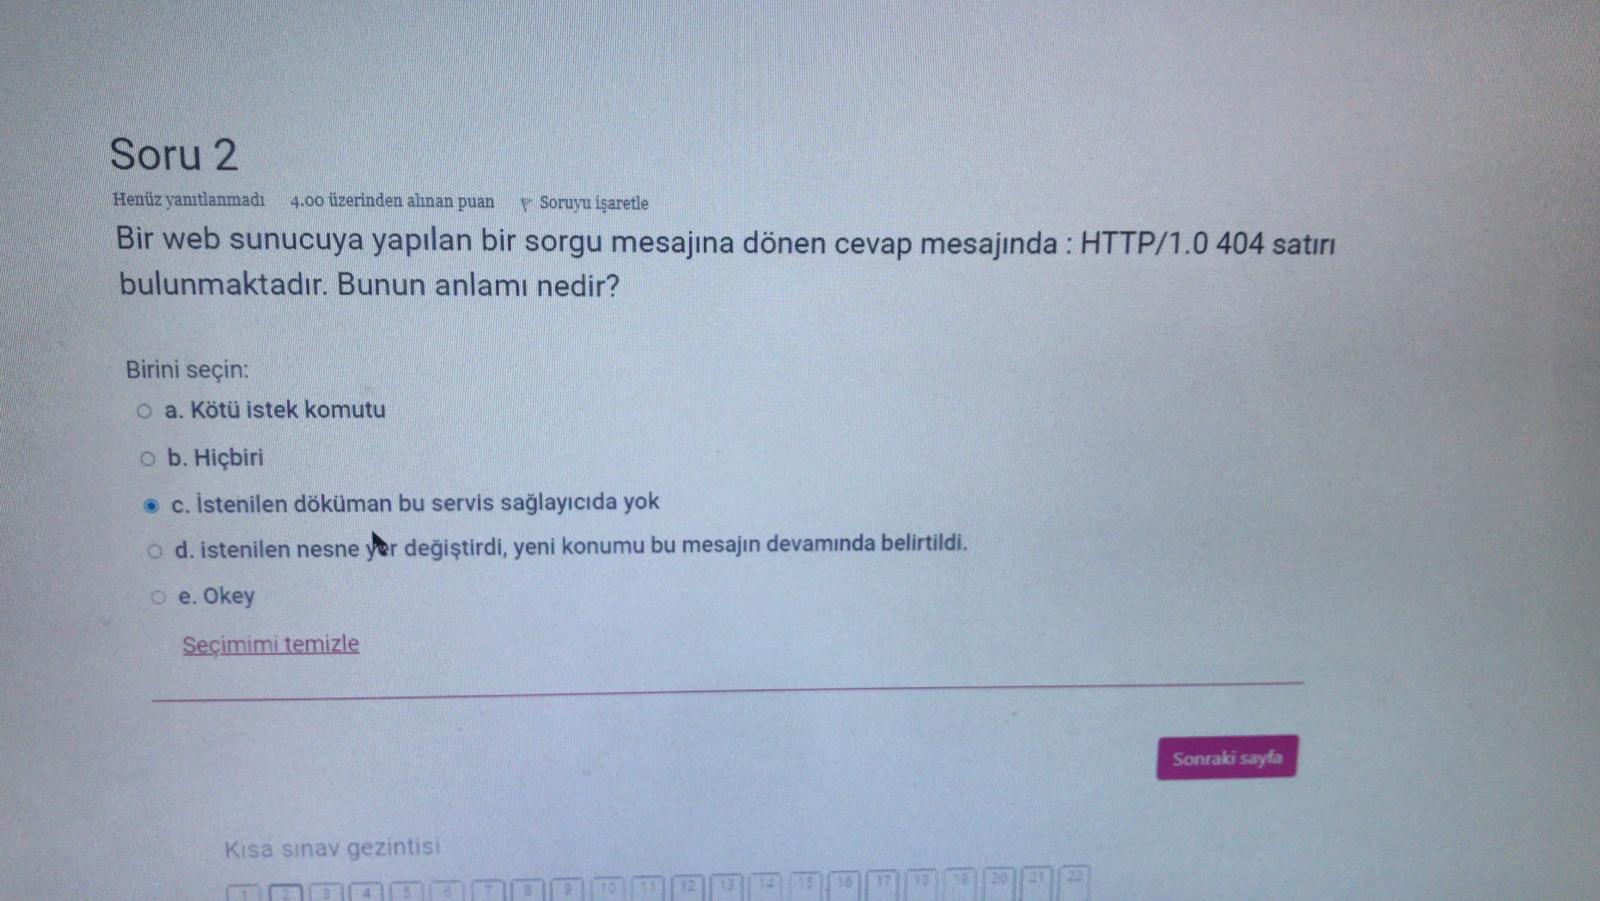 Soru 2
Henüz yanıtlanmadı 4.00 üzerinden alınan puan Soruyu işaretle
Bir web sunucuya yapılan bir sorgu mesajına dönen cevap mesajında : HTTP/1.0 404 satırı
bulunmaktadır. Bunun anlamı nedir?
Birini seçin:
a. Kötü istek komutu
b. Hiçbiri
c. İstenilen döküman bu servis sağlayıcıda yok
d. istenilen nesne yer değiştirdi, yeni konumu bu mesajın devamında belirtildi.
e. Okey
Seçimimi temizle
Sonraki sayfa
Kısa sınav gezintisi
1 2 3 4 5 6 7 8 9 10 11 12 13 14 15 16 17 18 19 20 21 22